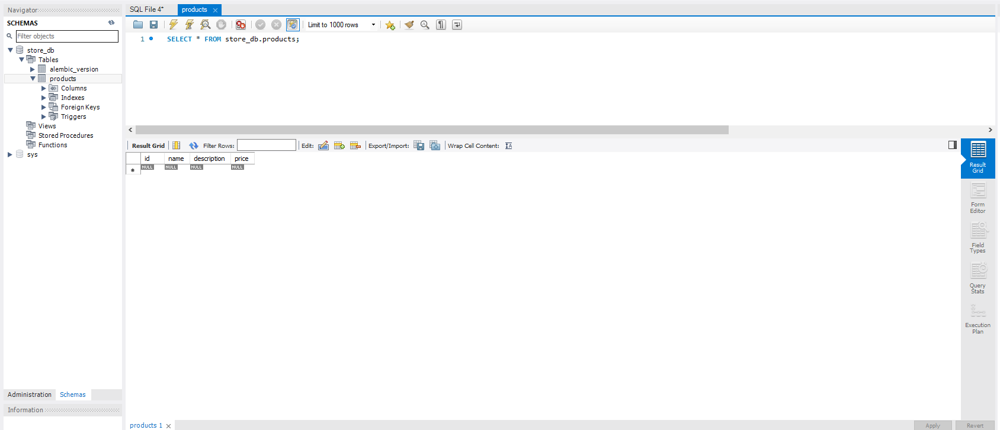 Navigator
SCHEMAS
Filter objects
store_db
Tables
alembic_version
products
Columns
Indexes
Foreign Keys
Triggers
Views
Stored Procedures
Functions
sys
Administration Schemas
Information
SQL File 4* products
Limit to 1000 rows
1 SELECT * FROM store_db.products;
Result Grid Filter Rows: Edit: Export/Import: Wrap Cell Content:
id name description price
NULL NULL NULL NULL
Result
Grid
Form
Editor
Field
Types
Query
Stats
Execution
Plan
products 1
Apply Revert